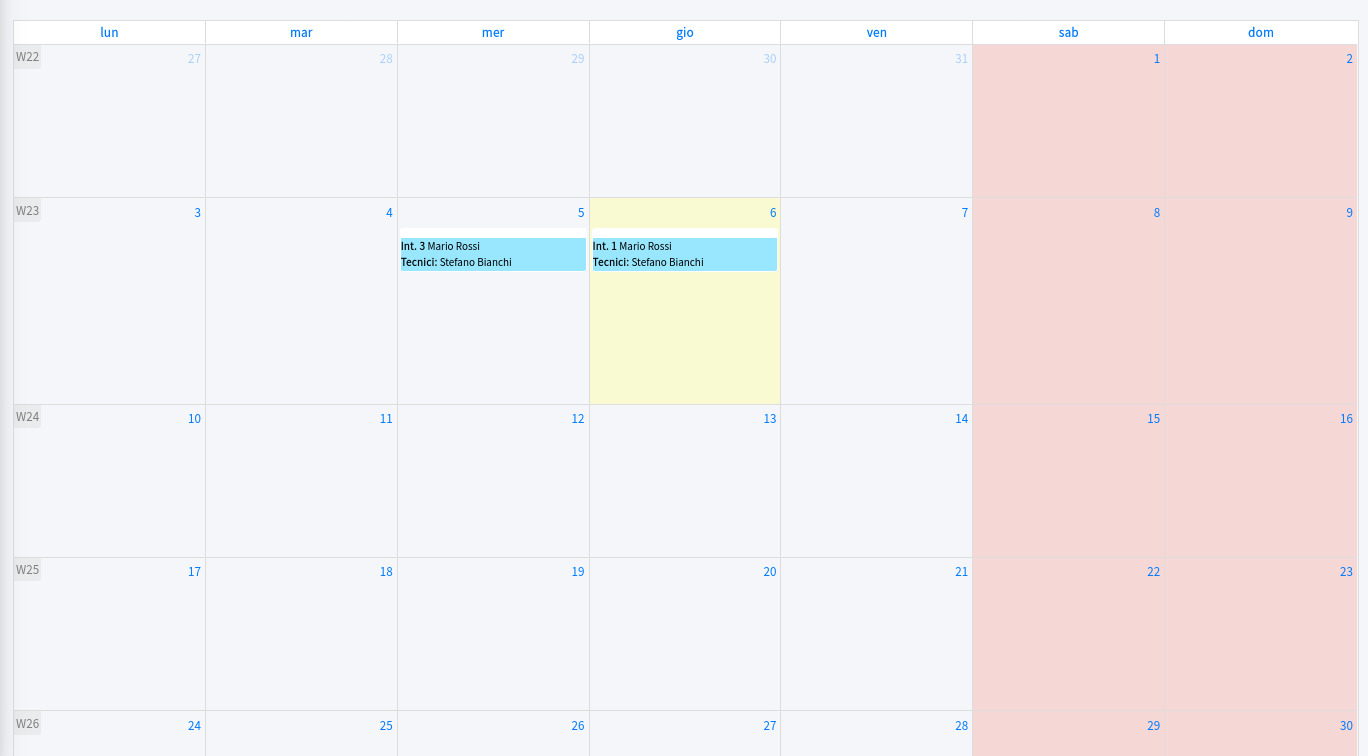 lun mar mer gio ven sab dom
W22 27 28 29 30 31 1 2
W23 3 4 5 6 7 8 9
Int. 3 Mario Rossi
Tecnici: Stefano Bianchi
Int. 1 Mario Rossi
Tecnici: Stefano Bianchi
W24 10 11 12 13 14 15 16
W25 17 18 19 20 21 22 23
W26 24 25 26 27 28 29 30